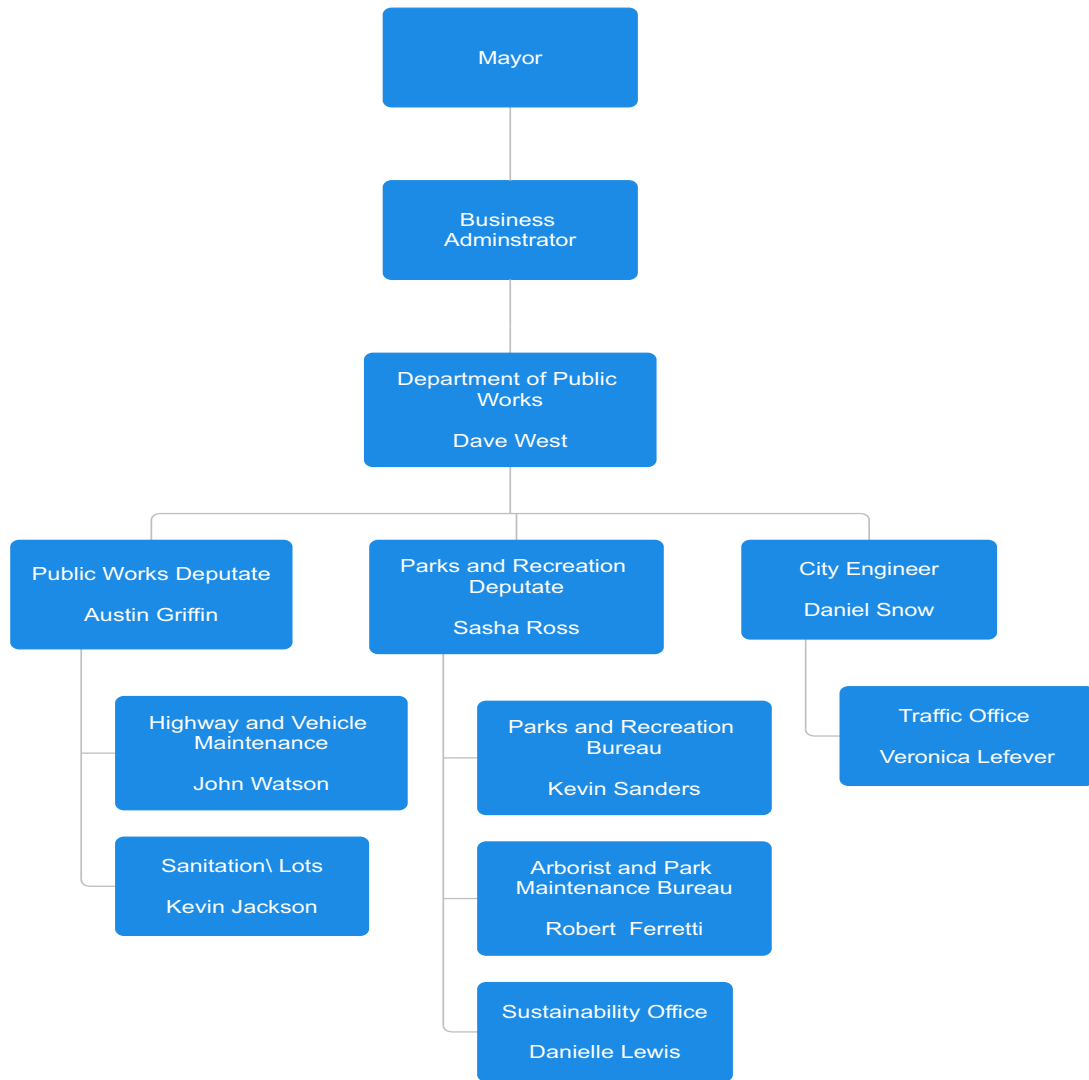 Mayor
Business
Adminstrator
Department of Public
Works
Dave West
Public Works Deputate
Austin Griffin
Highway and Vehicle
Maintenance
John Watson
Sanitation\ Lots
Kevin Jackson
Parks and Recreation
Deputate
Sasha Ross
Parks and Recreation
Bureau
Kevin Sanders
Arborist and Park
Maintenance Bureau
Robert  Ferretti
Sustainability Office
Danielle Lewis
City Engineer
Daniel Snow
Traffic Office
Veronica Lefever